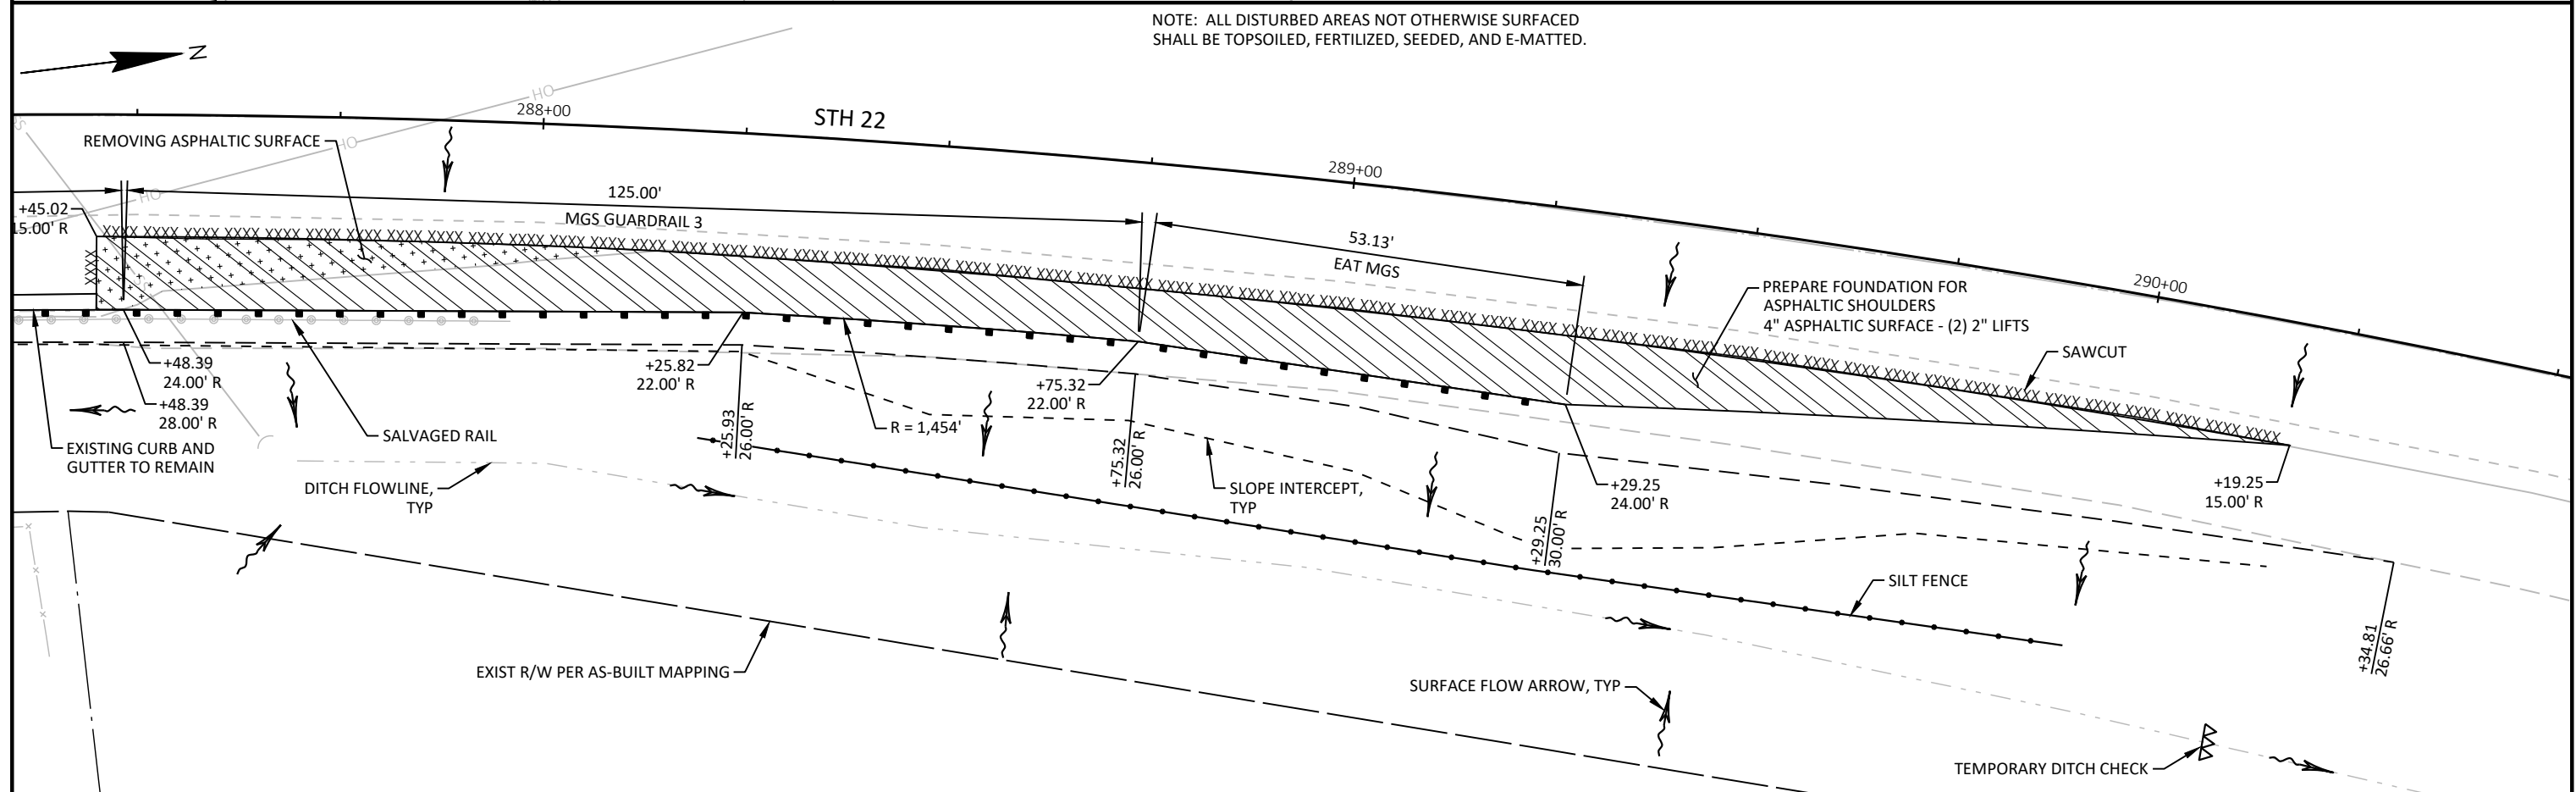 NOTE: ALL DISTURBED AREAS NOT OTHERWISE SURFACED
SHALL BE TOPSOILED, FERTILIZED, SEEDED, AND E-MATTED.
N
OH
288+00
STH 22
REMOVING ASPHALTIC SURFACE
OH
289+00
125.00'
MGS GUARDRAIL 3
OH
+45.02
15.00' R
53.13'
EAT MGS
290+00
PREPARE FOUNDATION FOR
ASPHALTIC SHOULDERS
4" ASPHALTIC SURFACE - (2) 2" LIFTS
SAWCUT
+48.39
24.00' R
+48.39
28.00' R
+25.82
22.00' R
+75.32
22.00' R
+25.93
26.00' R
R = 1,454'
+75.32
26.00' R
SALVAGED RAIL
EXISTING CURB AND
GUTTER TO REMAIN
DITCH FLOWLINE,
TYP
SLOPE INTERCEPT,
TYP
+29.25
24.00' R
+19.25
15.00' R
+29.25
30.00' R
SILT FENCE
+34.81
26.66' R
EXIST R/W PER AS-BUILT MAPPING
SURFACE FLOW ARROW, TYP
TEMPORARY DITCH CHECK